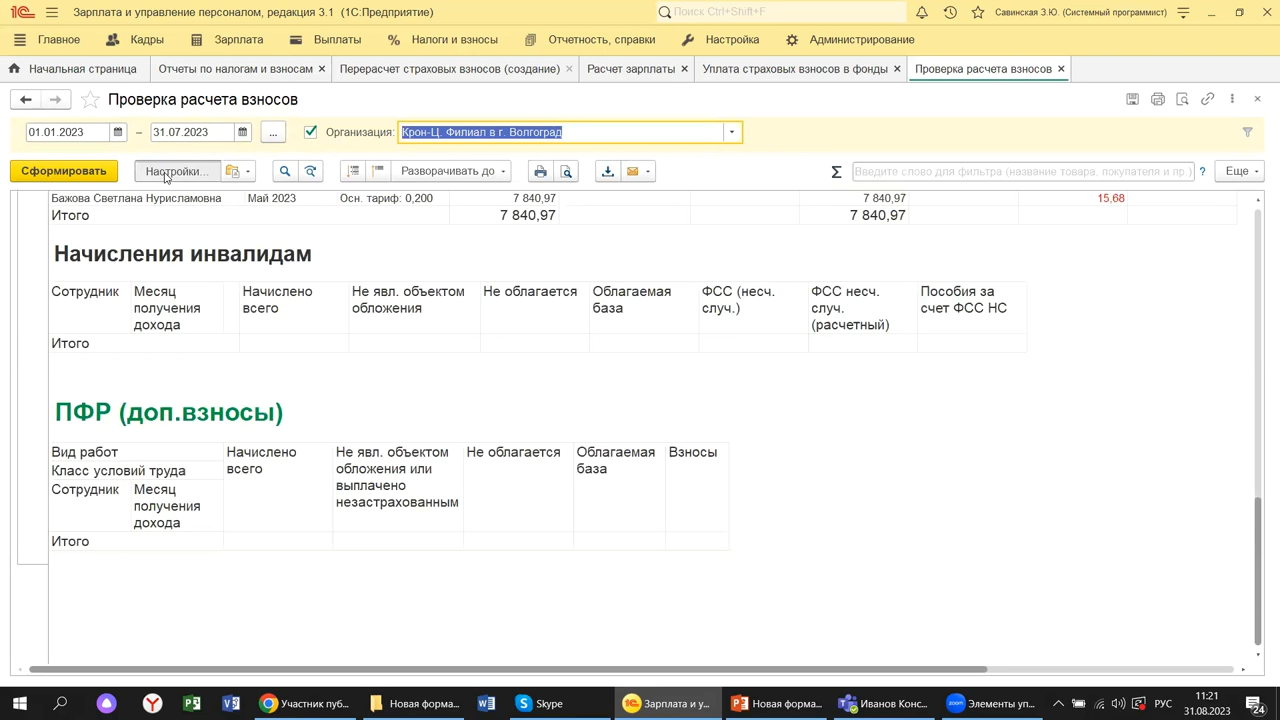 Зарплата и управление персоналом, редакция 3.1 (1С:Предприятие)
Поиск Ctrl+Shift+F
Савинская З.Ю. (Системный программист)
Главное
Кадры
Зарплата
Выплаты
Налоги и взносы
Отчетность, справки
Настройка
Администрирование
Начальная страница
Отчеты по налогам и взносам
Перерасчет страховых взносов (создание)
Расчет зарплаты
Уплата страховых взносов в фонды
Проверка расчета взносов
Проверка расчета взносов
01.01.2023 – 31.07.2023 ... Организация: Крон-Ц. Филиал в г. Волгоград
Сформировать
Настройки...
Разворачивать до
Σ
Введите слово для фильтра (название товара, покупателя и пр.)
?
Еще
Бажова Светлана Нурисламовна Май 2023 Осн. тариф: 0,200 7 840,97 7 840,97 15,68
Итого 7 840,97 7 840,97
Начисления инвалидам
Сотрудник Месяц Начислено Не явл. объектом Не облагается Облагаемая ФСС (несч. ФСС несч. Пособия за
получения всего обложения база случ.) случ. счет ФСС НС
дохода (расчетный)
Итого
ПФР (доп.взносы)
Вид работ Начислено Не явл. объектом Не облагается Облагаемая Взносы
Класс условий труда всего обложения или база
Сотрудник Месяц выплачено
получения незастрахованным
дохода
Итого
Участник пуб...
Новая форма...
Skype
Зарплата и у...
Новая форма...
Иванов Конс...
Элементы уп...
РУС
11:21
31.08.2023
24